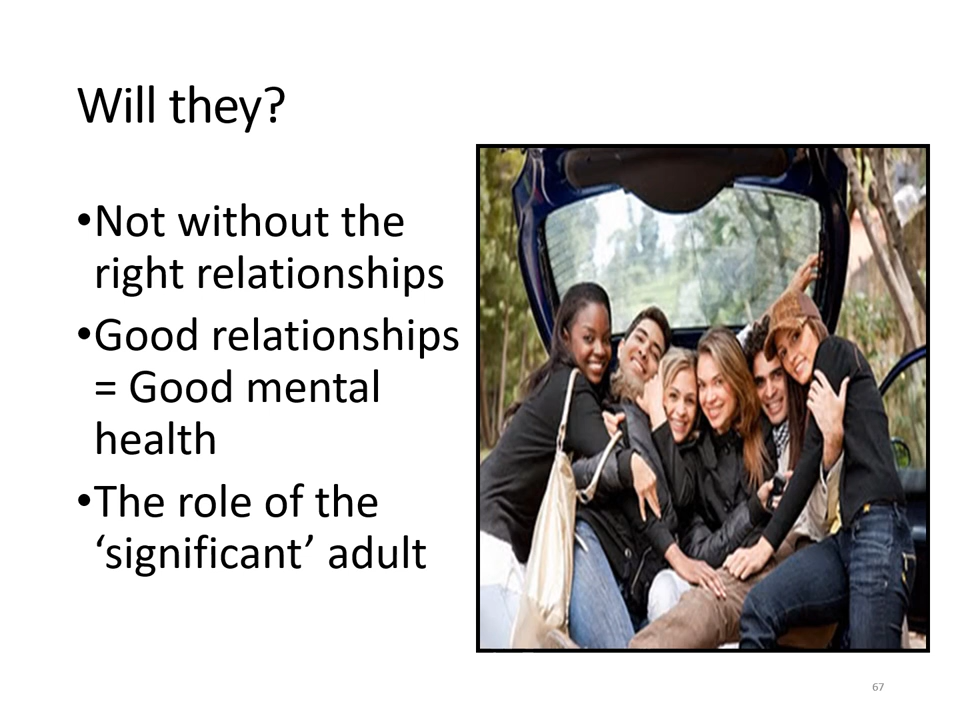 Will they?
•Not without the
right relationships
•Good relationships
= Good mental
health
•The role of the
‘significant’ adult
67